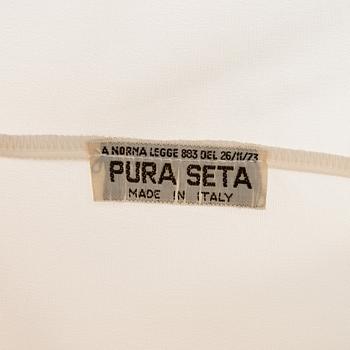 A NORMA LEGGE 883 DEL 26/11/73
PURA SETA
MADE IN ITALY